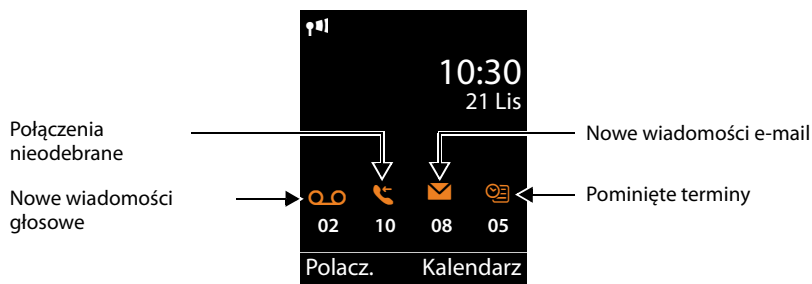 10:30
21 Lis
Połączenia
nieodebrane
Nowe wiadomości e-mail
Nowe wiadomości
głosowe
Pominięte terminy
02 10 08 05
Polacz. Kalendarz